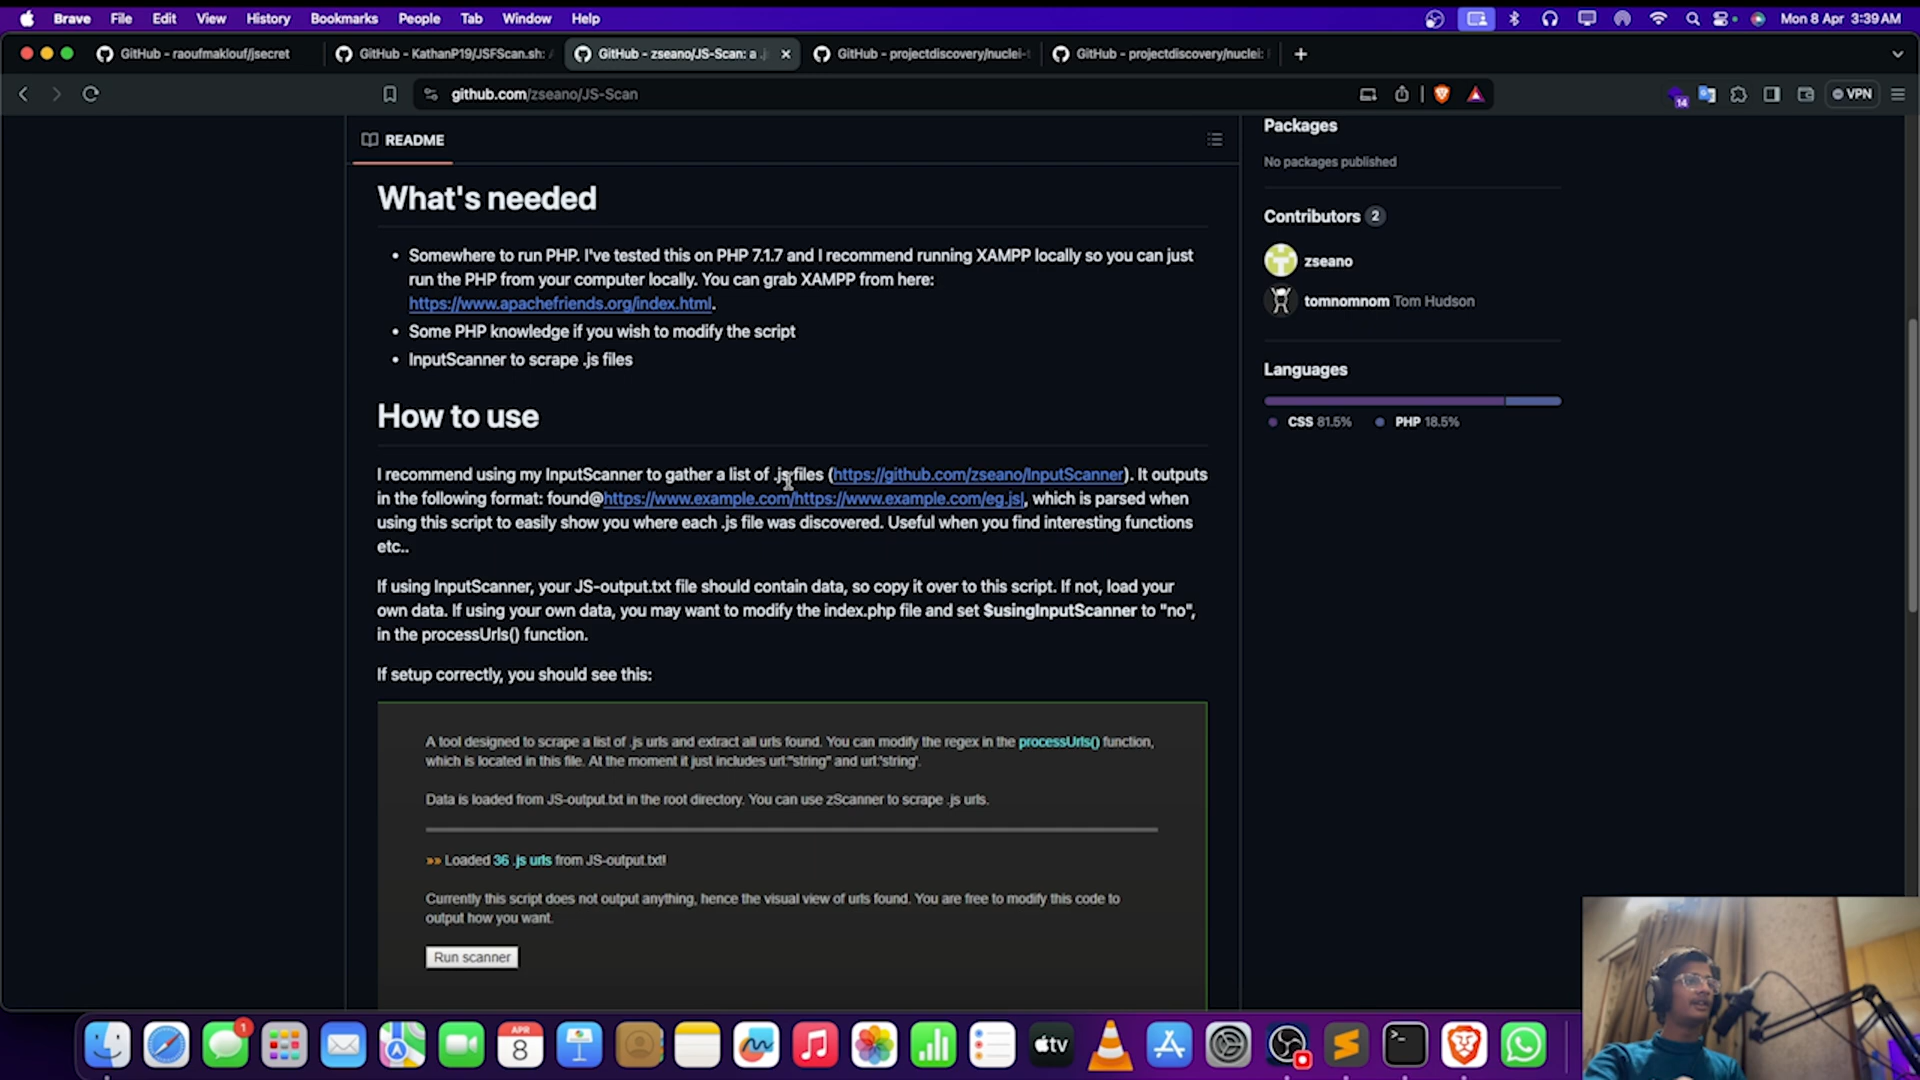 Brave File Edit View History Bookmarks People Tab Window Help Mon 8 Apr 3:39 AM
GitHub - raoufmaklouf/jsecret GitHub - KathanP19/JSFScan.sh: GitHub - zseano/JS-Scan: a .j GitHub - projectdiscovery/nuclei-t GitHub - projectdiscovery/nuclei:
github.com/zseano/JS-Scan 14 VPN
README
What's needed
• Somewhere to run PHP. I've tested this on PHP 7.1.7 and I recommend running XAMPP locally so you can just
run the PHP from your computer locally. You can grab XAMPP from here:
https://www.apachefriends.org/index.html.
• Some PHP knowledge if you wish to modify the script
• InputScanner to scrape .js files
How to use
I recommend using my InputScanner to gather a list of .js files (https://github.com/zseano/InputScanner). It outputs
in the following format: found@https://www.example.com/https://www.example.com/eg.js|, which is parsed when
using this script to easily show you where each .js file was discovered. Useful when you find interesting functions
etc..
If using InputScanner, your JS-output.txt file should contain data, so copy it over to this script. If not, load your
own data. If using your own data, you may want to modify the index.php file and set $usingInputScanner to "no",
in the processUrls() function.
If setup correctly, you should see this:
A tool designed to scrape a list of .js urls and extract all urls found. You can modify the regex in the processUrls() function,
which is located in this file. At the moment it just includes url:"string" and url:'string'.
Data is loaded from JS-output.txt in the root directory. You can use zScanner to scrape .js urls.
»» Loaded 36 .js urls from JS-output.txt!
Currently this script does not output anything, hence the visual view of urls found. You are free to modify this code to
output how you want.
Run scanner
Packages
No packages published
Contributors 2
zseano
tomnomnom Tom Hudson
Languages
CSS 81.5% PHP 18.5%
1
APR
8
tv